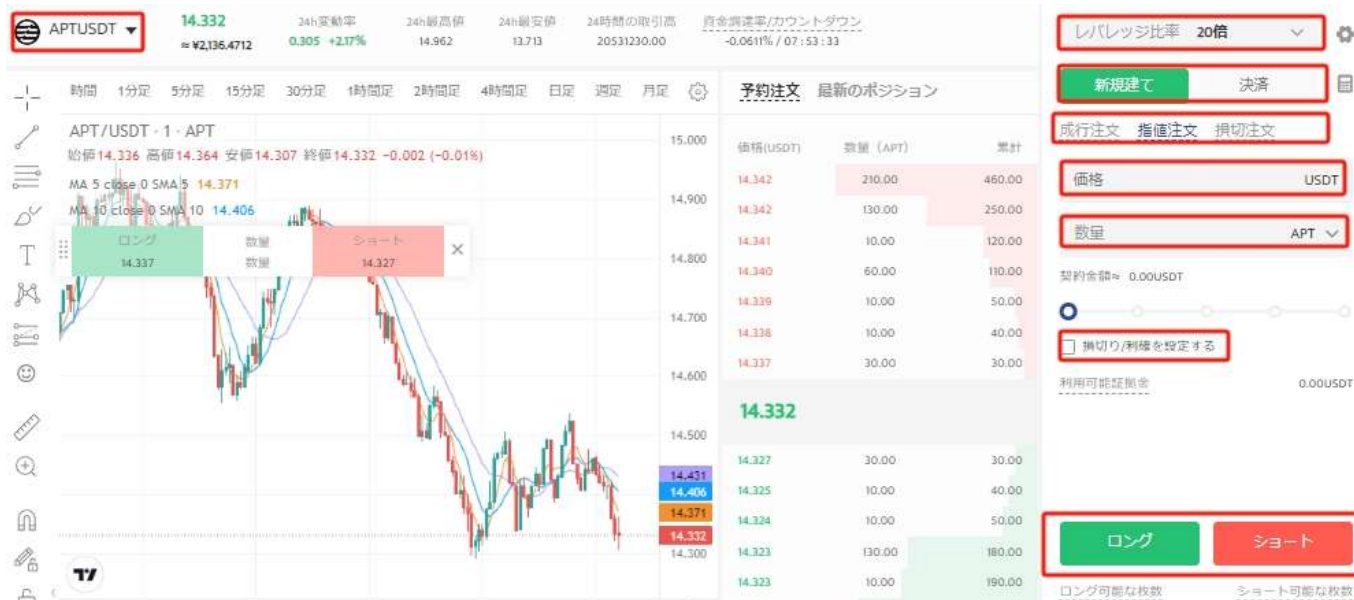 APTUSDT
14.332
≈ ¥2,136.4712
24h変動率
0.305 +2.17%
24h最高値
14.962
24h最安値
13.713
24時間の取引高
20531230.00
資金調達率/カウントダウン
-0.0611% / 07:53:33
時間 1分足 5分足 15分足 30分足 1時間足 2時間足 4時間足 日足 週足 月足
APT/USDT · 1 · APT
始値14.336 高値14.364 安値14.307 終値14.332 -0.002 (-0.01%)
MA 5 close 0 SMA 5 14.371
MA 10 close 0 SMA 10 14.406
ロング 数量 ショート
14.337 数量 14.327
15.000
14.900
14.800
14.700
14.600
14.500
14.431
14.406
14.371
14.332
14.300
予約注文 最新のポジション
価格(USDT) 数量 (APT) 累計
14.342 210.00 460.00
14.342 130.00 250.00
14.341 10.00 120.00
14.340 60.00 110.00
14.339 10.00 50.00
14.338 10.00 40.00
14.337 30.00 30.00
14.332
14.327 30.00 30.00
14.325 10.00 40.00
14.324 10.00 50.00
14.323 130.00 180.00
14.323 10.00 190.00
レバレッジ比率 20倍
新規建て 決済
成行注文 指値注文 損切注文
価格 USDT
数量 APT
契約金額≈ 0.00USDT
損切り/利確を設定する
利用可能証拠金 0.00USDT
ロング ショート
ロング可能な枚数 ショート可能な枚数